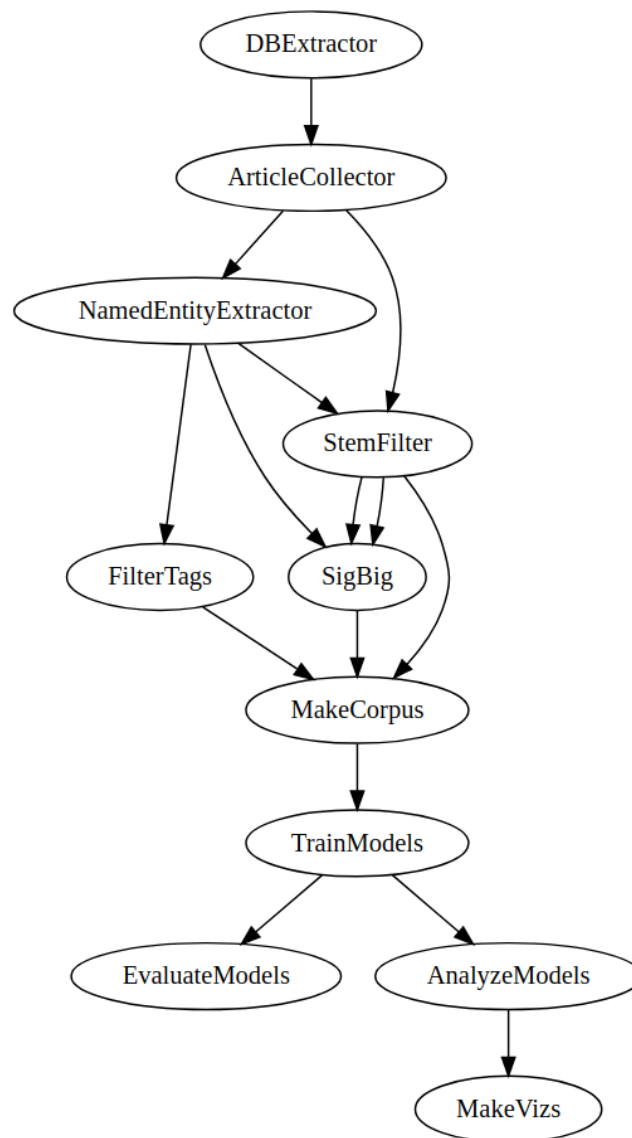 DBExtractor
ArticleCollector
NamedEntityExtractor
StemFilter
FilterTags
SigBig
MakeCorpus
TrainModels
EvaluateModels
AnalyzeModels
MakeVizs